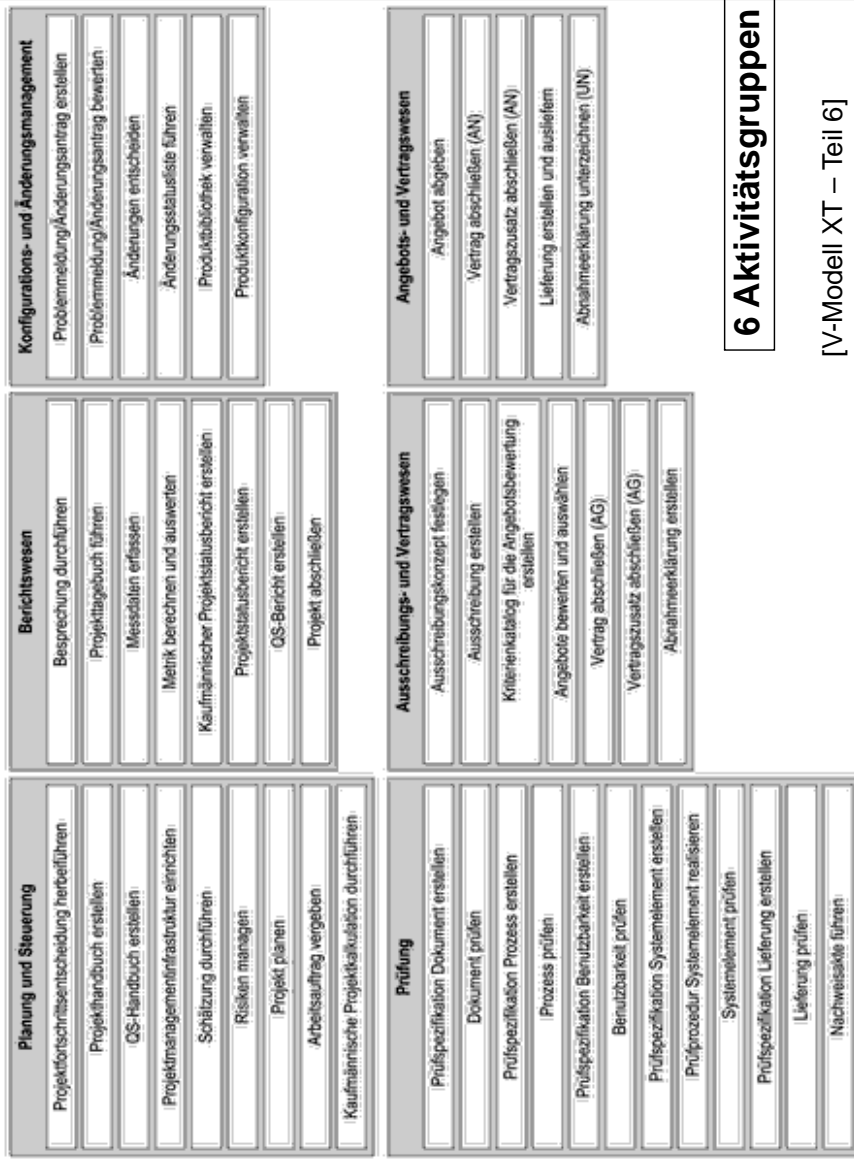 Planung und Steuerung
Projektfortschrittsentscheidung herbeiführen
Projekthandbuch erstellen
QS-Handbuch erstellen
Projektmanagementinfrastruktur einrichten
Schätzung durchführen
Risiken managen
Projekt planen
Arbeitsauftrag vergeben
Kaufmännische Projektkalkulation durchführen
Berichtswesen
Besprechung durchführen
Projekttagebuch führen
Messdaten erfassen
Metrik berechnen und auswerten
Kaufmännischer Projektstatusbericht erstellen
Projektstatusbericht erstellen
QS-Bericht erstellen
Projekt abschließen
Konfigurations- und Änderungsmanagement
Problemmeldung/Änderungsantrag erstellen
Problemmeldung/Änderungsantrag bewerten
Änderungen entscheiden
Änderungsstatusliste führen
Produktbibliothek verwalten
Produktkonfiguration verwalten
Prüfung
Prüfspezifikation Dokument erstellen
Dokument prüfen
Prüfspezifikation Prozess erstellen
Prozess prüfen
Prüfspezifikation Benutzbarkeit erstellen
Benutzbarkeit prüfen
Prüfspezifikation Systemelement erstellen
Prüfprozedur Systemelement realisieren
Systemelement prüfen
Prüfspezifikation Lieferung erstellen
Lieferung prüfen
Nachweisakte führen
Ausschreibungs- und Vertragswesen
Ausschreibungskonzept festlegen
Ausschreibung erstellen
Kriterienkatalog für die Angebotsbewertung
erstellen
Angebote bewerten und auswählen
Vertrag abschließen (AG)
Vertragszusatz abschließen (AG)
Abnahmeerklärung erstellen
Angebots- und Vertragswesen
Angebot abgeben
Vertrag abschließen (AN)
Vertragszusatz abschließen (AN)
Lieferung erstellen und ausliefern
Abnahmeerklärung unterzeichnen (UN)
6 Aktivitätsgruppen
[V-Modell XT – Teil 6]